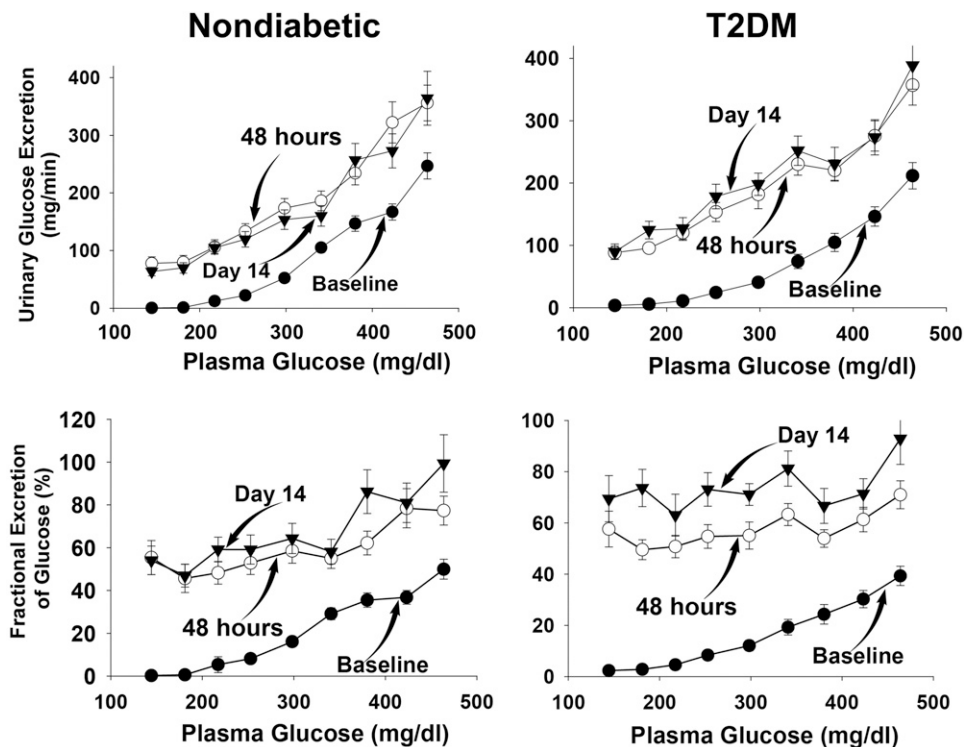 Nondiabetic
T2DM
Urinary Glucose Excretion
(mg/min)
400
300
200
100
0
48 hours
Day 14
Baseline
100 200 300 400 500
Plasma Glucose (mg/dl)
400
300
200
100
0
Day 14
48 hours
Baseline
100 200 300 400 500
Plasma Glucose (mg/dl)
Fractional Excretion
of Glucose (%)
120
100
80
60
40
20
0
Day 14
48 hours
Baseline
100 200 300 400 500
Plasma Glucose (mg/dl)
100
80
60
40
20
0
Day 14
48 hours
Baseline
100 200 300 400 500
Plasma Glucose (mg/dl)